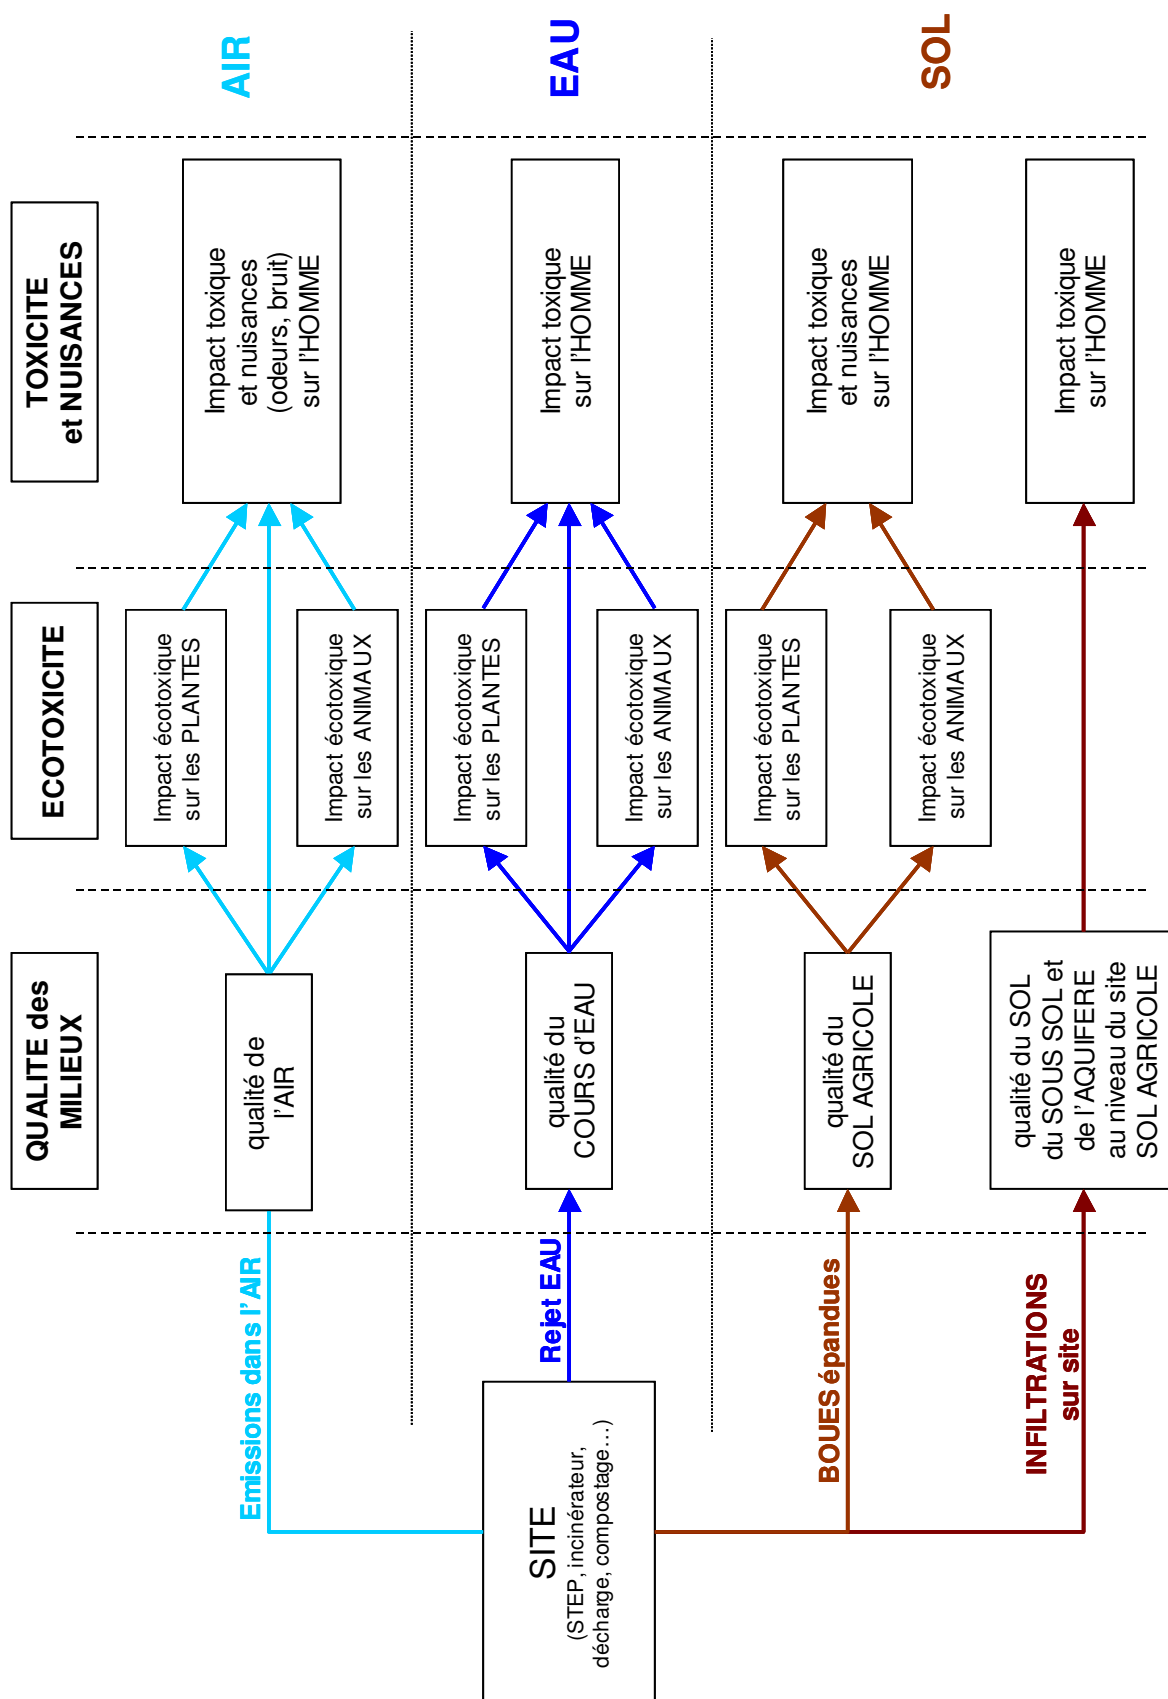 QUALITE des
MILIEUX
ECOTOXICITE
TOXICITE
et NUISANCES
Emissions dans l'AIR
qualité de
l'AIR
Impact écotoxique
sur les PLANTES
Impact écotoxique
sur les ANIMAUX
Impact toxique
et nuisances
(odeurs, bruit)
sur l'HOMME
AIR
SITE
(STEP, incinérateur,
décharge, compostage...)
Rejet EAU
qualité du
COURS d'EAU
Impact écotoxique
sur les PLANTES
Impact écotoxique
sur les ANIMAUX
Impact toxique
sur l'HOMME
EAU
BOUES épandues
qualité du
SOL AGRICOLE
Impact écotoxique
sur les PLANTES
Impact écotoxique
sur les ANIMAUX
Impact toxique
et nuisances
sur l'HOMME
SOL
INFILTRATIONS
sur site
qualité du SOL
du SOUS SOL et
de l'AQUIFERE
au niveau du site
SOL AGRICOLE
Impact toxique
sur l'HOMME